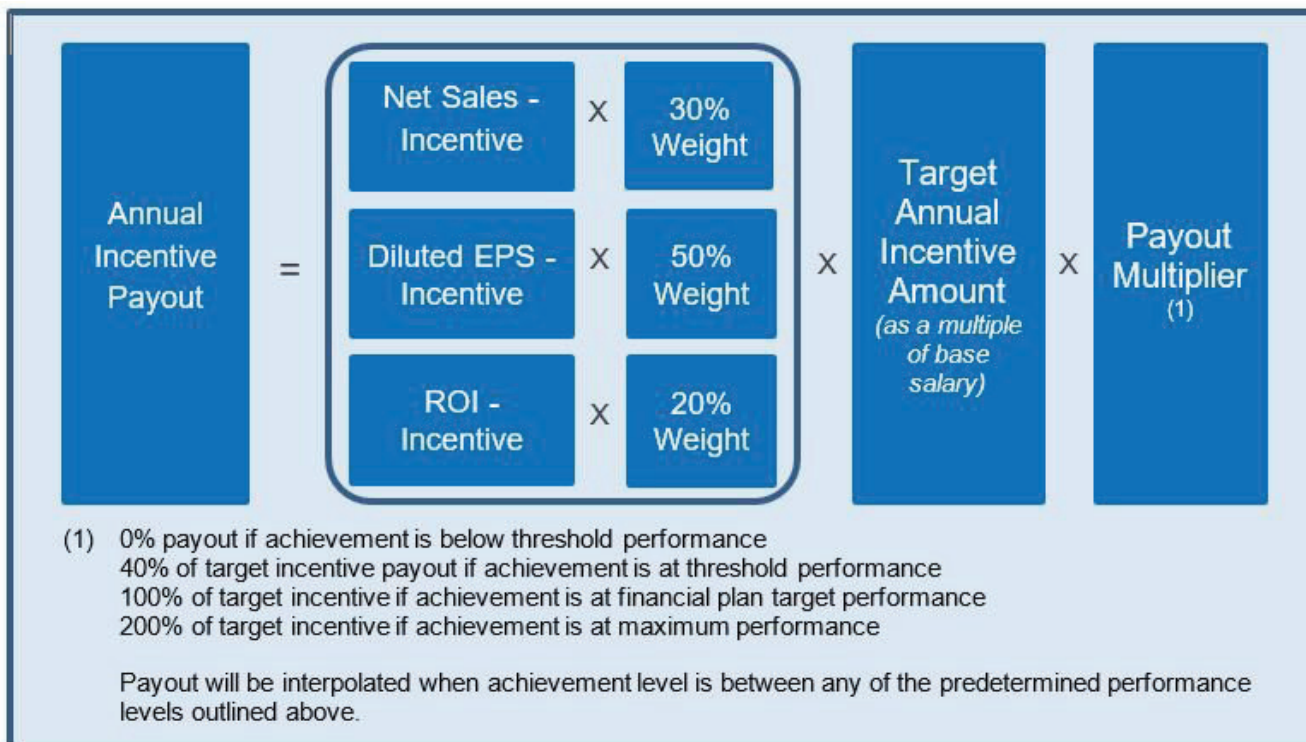 Annual
Incentive
Payout
=
Net Sales -
Incentive
X
30%
Weight
Diluted EPS -
Incentive
X
50%
Weight
ROI -
Incentive
X
20%
Weight
X
Target
Annual
Incentive
Amount
(as a multiple
of base
salary)
X
Payout
Multiplier
(1)
(1) 0% payout if achievement is below threshold performance
40% of target incentive payout if achievement is at threshold performance
100% of target incentive if achievement is at financial plan target performance
200% of target incentive if achievement is at maximum performance
Payout will be interpolated when achievement level is between any of the predetermined performance
levels outlined above.